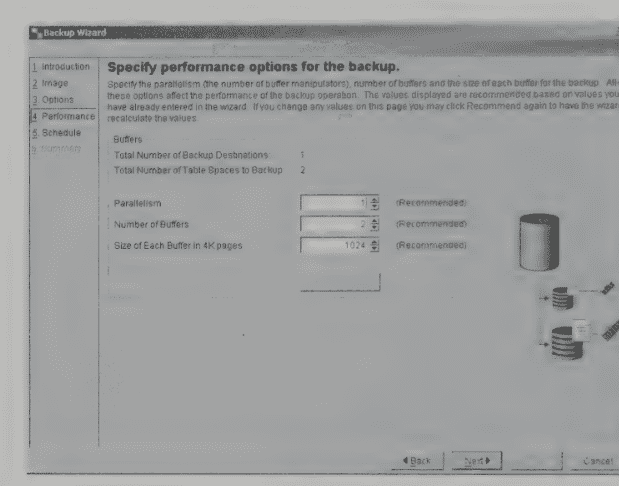 Backup Wizard
1 Introduction
2 Image
3 Options
4 Performance
5. Schedule
Specify performance options for the backup.
Specify the parallelism (the number of buffer manipulators), number of buffers and the size of each buffer for the backup. All
these options affect the performance of the backup operation. The values displayed are recommended based on values you
have already entered in the wizard. If you change any values on this page you may click Recommend again to have the wizar
recalculate the values.
Buffers
Total Number of Backup Destinations 1
Total Number of Table Spaces to Backup 2
Parallelism 1 (Recommended)
Number of Buffers 2 (Recommended)
Size of Each Buffer in 4K pages 1024 (Recommended)
Back Next Cancel